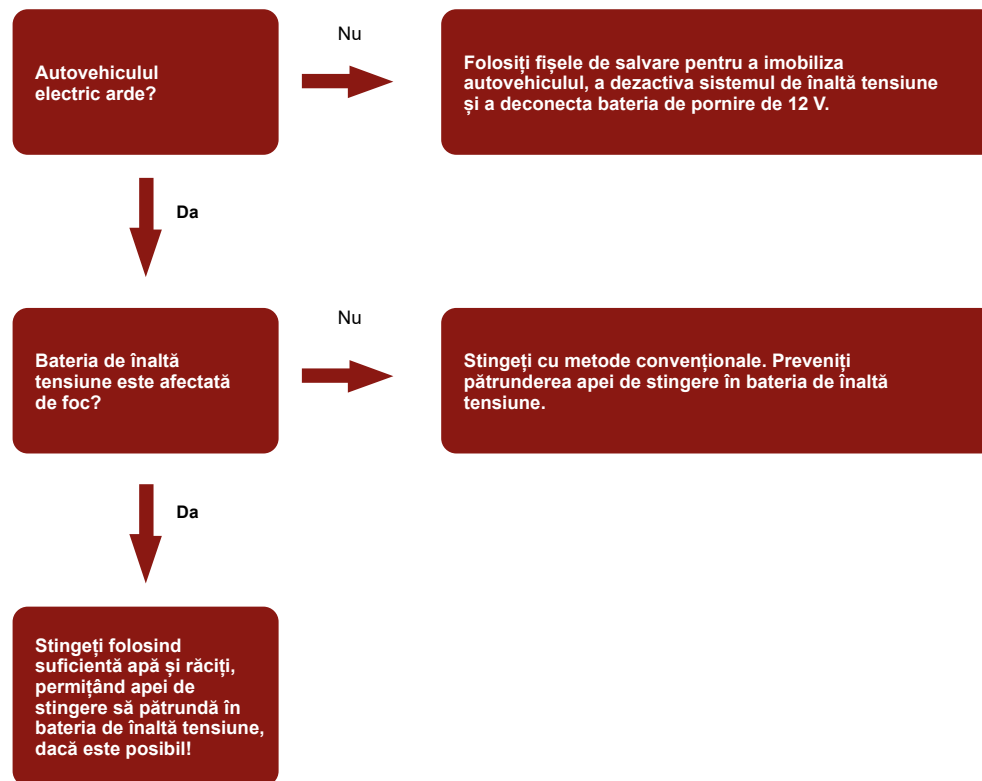 Autovehiculul
electric arde?
Nu
Folosiți fișele de salvare pentru a imobiliza
autovehiculul, a dezactiva sistemul de înaltă tensiune
și a deconecta bateria de pornire de 12 V.
Da
Bateria de înaltă
tensiune este afectată
de foc?
Nu
Stingeți cu metode convenționale. Preveniți
pătrunderea apei de stingere în bateria de înaltă
tensiune.
Da
Stingeți folosind
suficientă apă și răciți,
permițând apei de
stingere să pătrundă în
bateria de înaltă tensiune,
dacă este posibil!